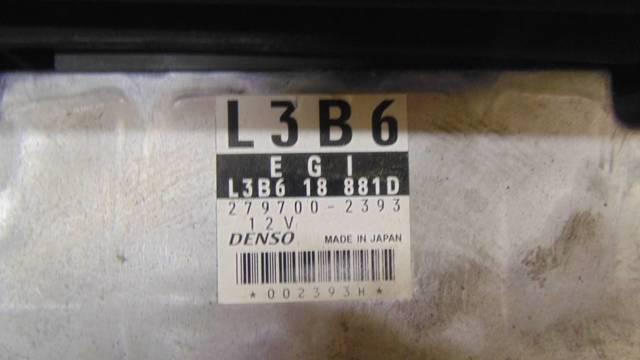 L3B6
EGI
L3B6 18 881D
279700-2393
12V
DENSO MADE IN JAPAN
*002393H*